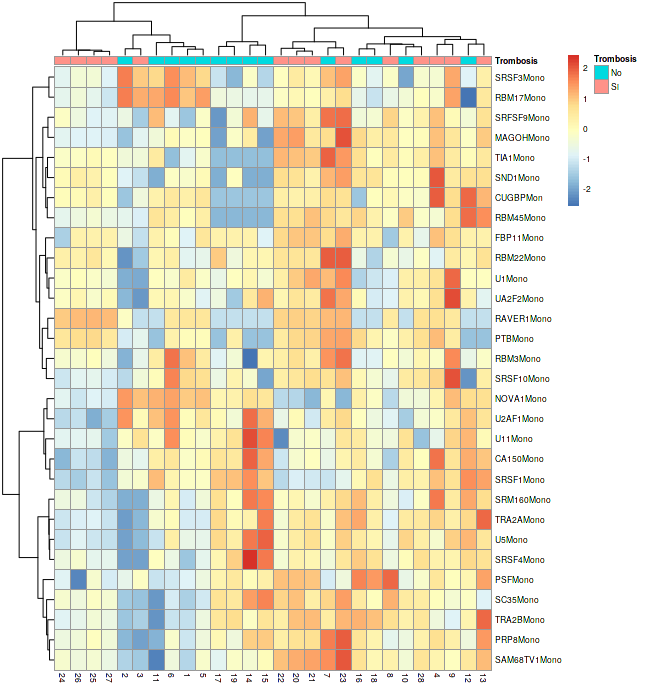 Trombosis
Trombosis
No
SI
2
1
0
-1
-2
SRSF3Mono
RBM17Mono
SRFSF9Mono
MAGOHMono
TIA1Mono
SND1Mono
CUGBPMon
RBM45Mono
FBP11Mono
RBM22Mono
U1Mono
UA2F2Mono
RAVER1Mono
PTBMono
RBM3Mono
SRSF10Mono
NOVA1Mono
U2AF1Mono
U11Mono
CA150Mono
SRSF1Mono
SRM160Mono
TRA2AMono
U5Mono
SRSF4Mono
PSFMono
SC35Mono
TRA2BMono
PRP8Mono
SAM68TV1Mono
24 26 25 27 2 3 11 6 1 5 17 19 14 15 22 20 21 7 23 16 18 8 10 28 4 9 12 13